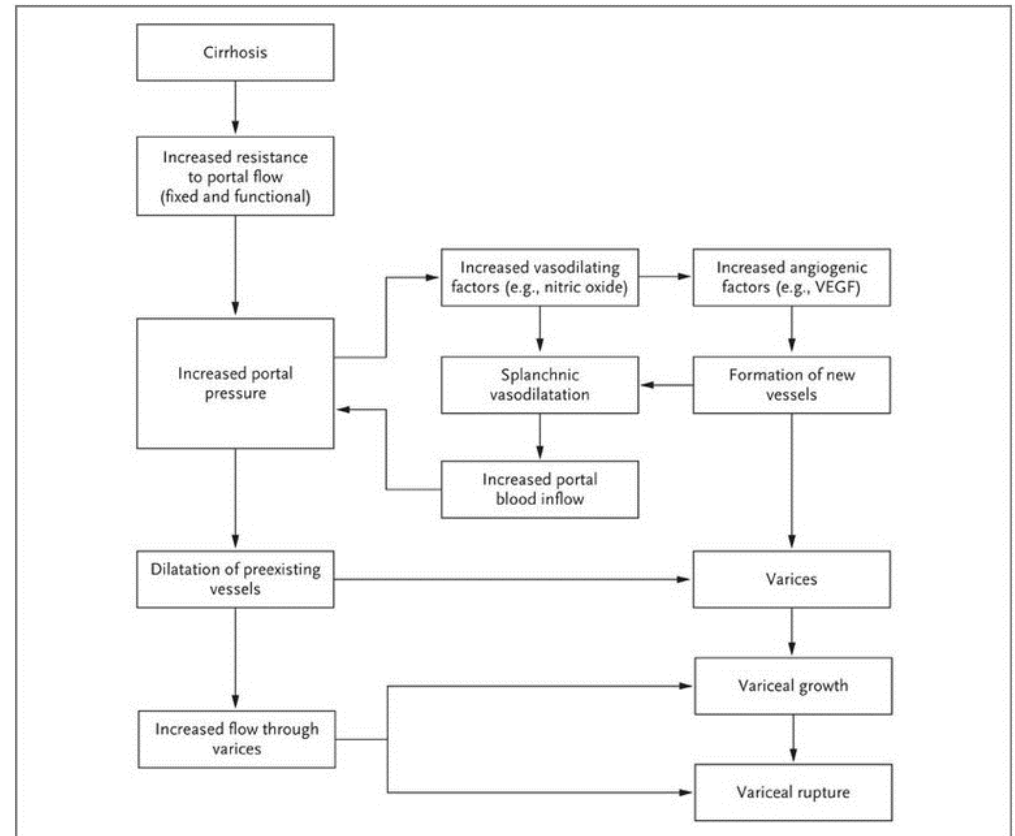 Cirrhosis
Increased resistance
to portal flow
(fixed and functional)
Increased vasodilating
factors (e.g., nitric oxide)
Increased angiogenic
factors (e.g., VEGF)
Increased portal
pressure
Splanchnic
vasodilatation
Formation of new
vessels
Increased portal
blood inflow
Dilatation of preexisting
vessels
Varices
Variceal growth
Increased flow through
varices
Variceal rupture